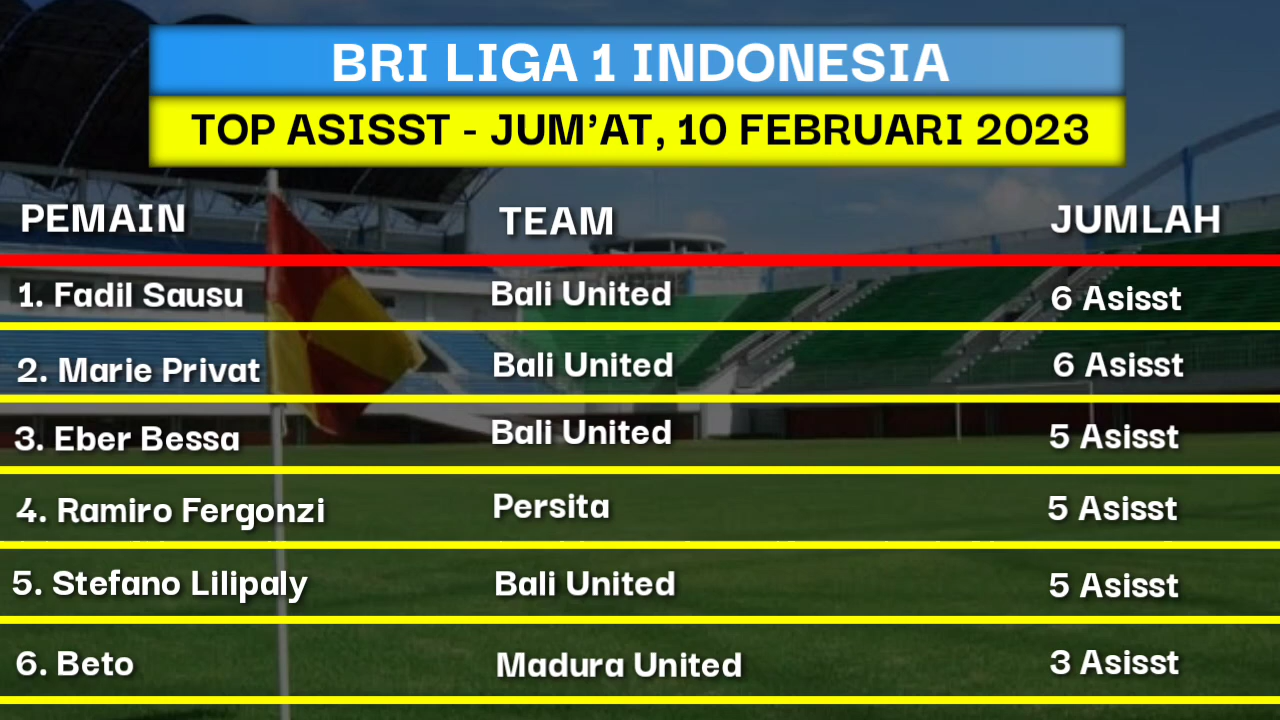 BRI LIGA 1 INDONESIA
TOP ASISST - JUM'AT, 10 FEBRUARI 2023
PEMAIN TEAM JUMLAH
1. Fadil Sausu Bali United 6 Asisst
2. Marie Privat Bali United 6 Asisst
3. Eber Bessa Bali United 5 Asisst
4. Ramiro Fergonzi Persita 5 Asisst
5. Stefano Lilipaly Bali United 5 Asisst
6. Beto Madura United 3 Asisst